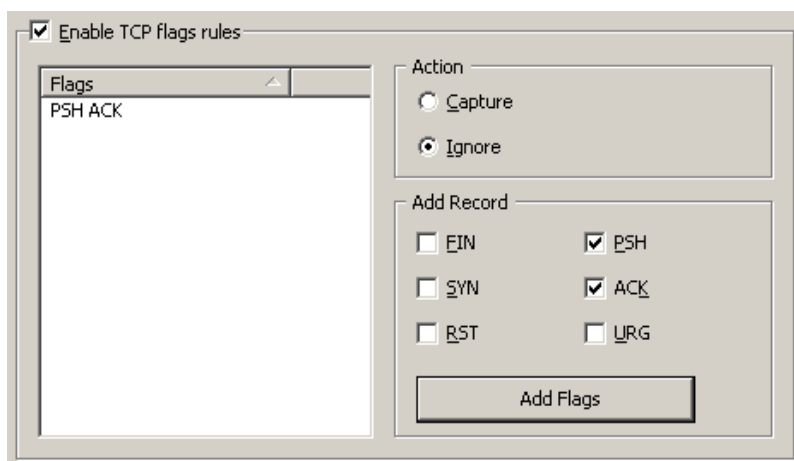 Enable TCP flags rules
Flags
PSH ACK
Action
Capture
Ignore
Add Record
FIN
PSH
SYN
ACK
RST
URG
Add Flags